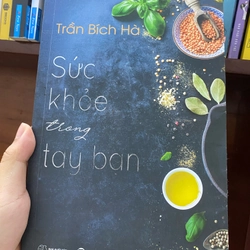 Trần Bích Hà
Sức
khỏe
trong
tay bạn